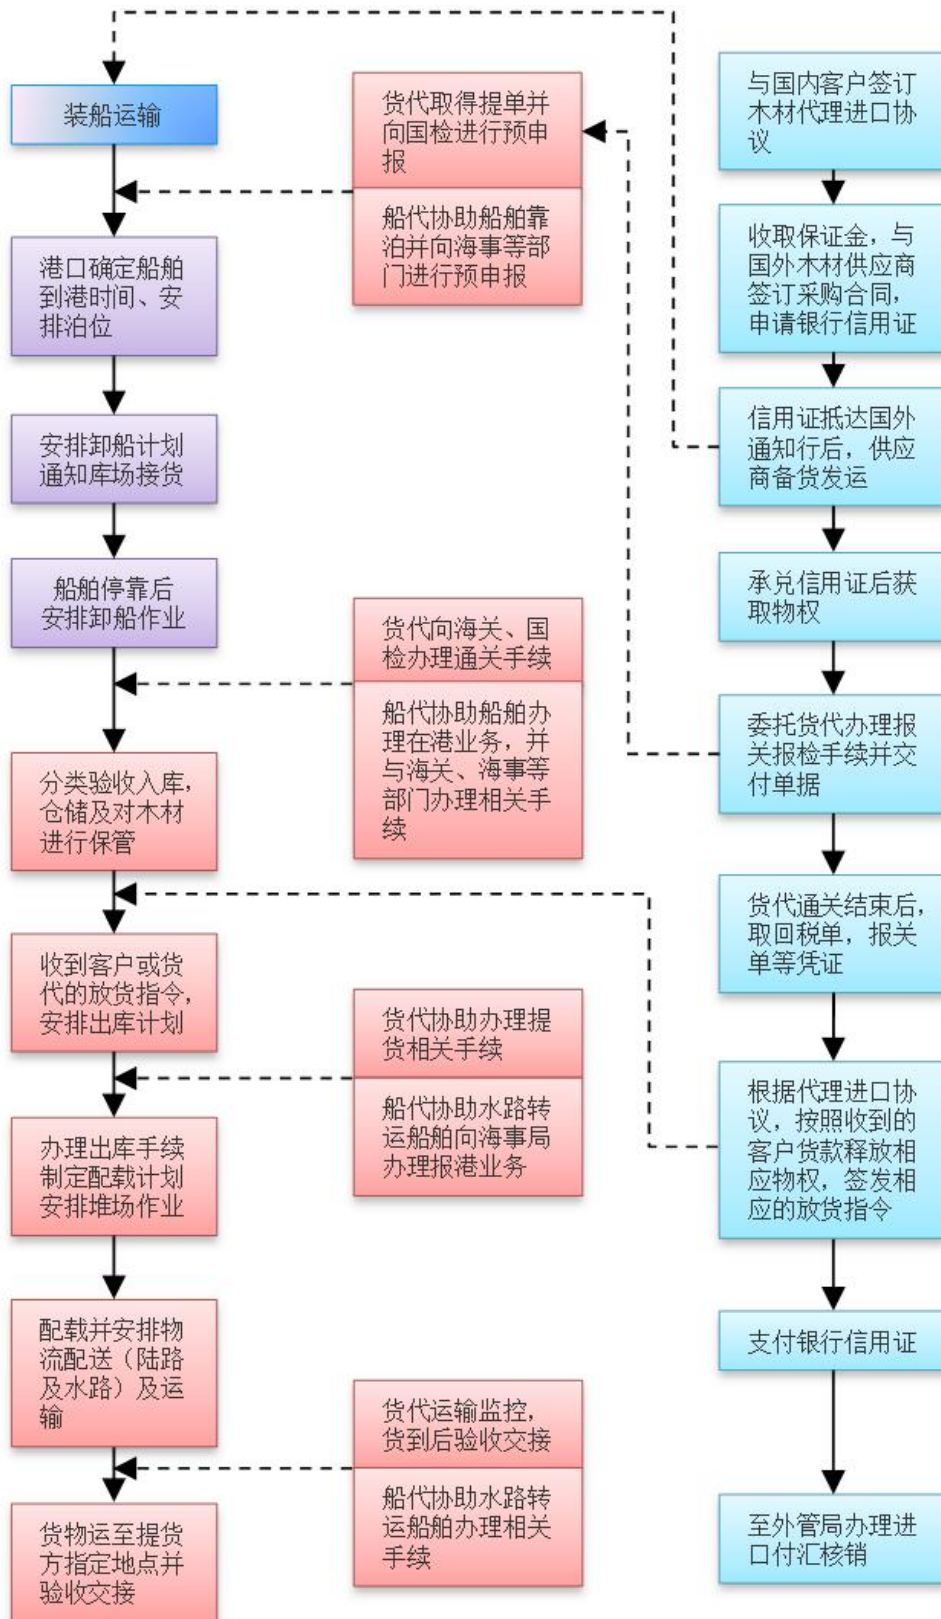 装船运输
港口确定船舶
到港时间、安
排泊位
安排卸船计划
通知库场接货
船舶停靠后
安排卸船作业
分类验收入库，
仓储及对木材
进行保管
收到客户或货
代的放货指令，
安排出库计划
办理出库手续
制定配载计划
安排堆场作业
配载并安排物
流配送（陆路
及水路）及运
输
货物运至提货
方指定地点并
验收交接
货代取得提单并
向国检进行预申
报
船代协助船舶靠
泊并向海事等部
门进行预申报
货代向海关、国
检办理通关手续
船代协助船舶办
理在港业务，并
与海关、海事等
部门办理相关手
续
货代协助办理提
货相关手续
船代协助水路转
运船舶向海事局
办理报港业务
货代运输监控，
货到后验收交接
船代协助水路转
运船舶办理相关
手续
与国内客户签订
木材代理进口协
议
收取保证金，与
国外木材供应商
签订采购合同，
申请银行信用证
信用证抵达国外
通知行后，供应
商备货发运
承兑信用证后获
取物权
委托货代办理报
关报检手续并交
付单据
货代通关结束后，
取回税单，报关
单等凭证
根据代理进口协
议，按照收到的
客户货款释放相
应物权，签发相
应的放货指令
支付银行信用证
至外管局办理进
口付汇核销